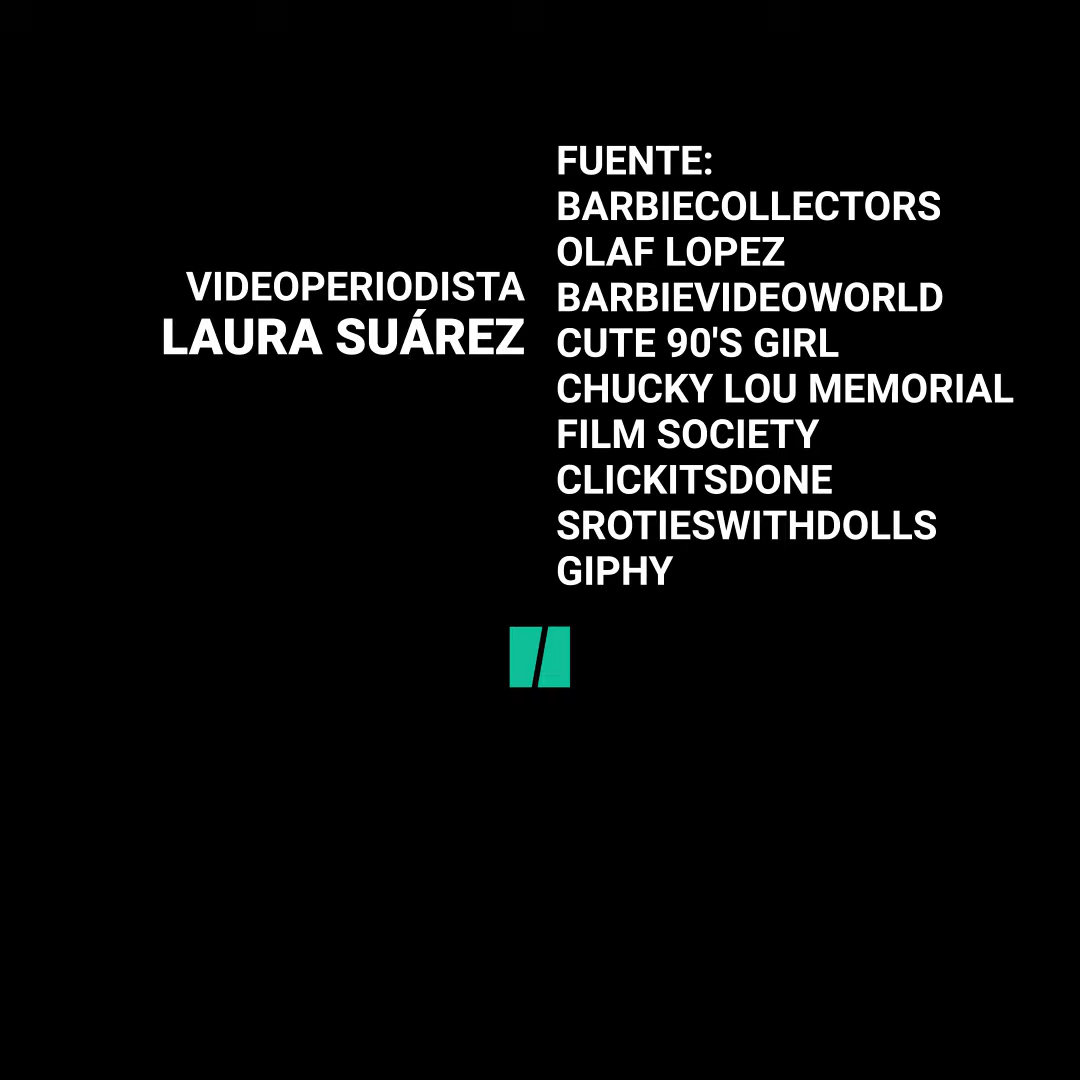 VIDEOPERIODISTA
LAURA SUÁREZ
FUENTE:
BARBIECOLLECTORS
OLAF LOPEZ
BARBIEVIDEOWORLD
CUTE 90'S GIRL
CHUCKY LOU MEMORIAL
FILM SOCIETY
CLICKITSDONE
SROTIESWITHDOLLS
GIPHY